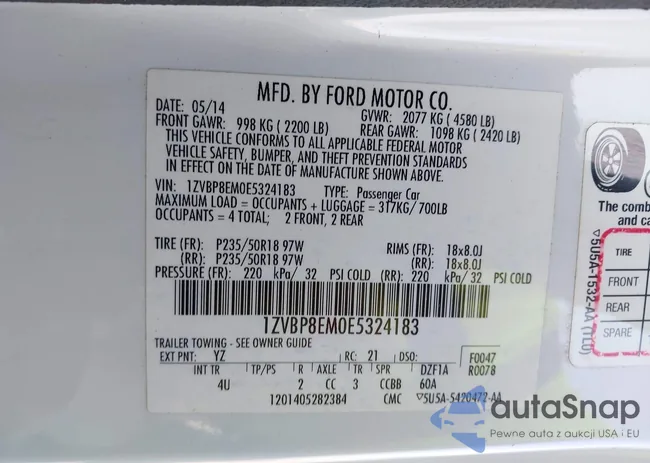 MFD. BY FORD MOTOR CO.
DATE: 05/14 GVWR: 2077 KG ( 4580 LB)
FRONT GAWR: 998 KG ( 2200 LB) REAR GAWR: 1098 KG ( 2420 LB)
THIS VEHICLE CONFORMS TO ALL APPLICABLE FEDERAL MOTOR
VEHICLE SAFETY, BUMPER, AND THEFT PREVENTION STANDARDS
IN EFFECT ON THE DATE OF MANUFACTURE SHOWN ABOVE.
VIN: 1ZVBP8EM0E5324183 TYPE: Passenger Car
MAXIMUM LOAD = OCCUPANTS + LUGGAGE = 317KG/700LB
OCCUPANTS = 4 TOTAL; 2 FRONT, 2 REAR
TIRE (FR): P235/50R18 97W RIMS (FR): 18x8.0J
(RR): P235/50R18 97W (RR): 18x8.0J
PRESSURE (FR): 220 kPa/ 32 PSI COLD (RR): 220 kPa/ 32 PSI COLD
1ZVBP8EM0E5324183
TRAILER TOWING - SEE OWNER GUIDE
EXT PNT: YZ RC: 21 DSO: F0047
INT TR TP/PS R AXLE TR SPR DZF1A R0078
4U 2 CC 3 CCBB 60A
1201405282384 CMC ▽5U5A-5420472-AA
The comb
and ca
TIRE
FRONT
REAR
SPARE
▽5U5A-1532-AA (TLU)
autoSnap
Pewne auto z aukcji USA i EU